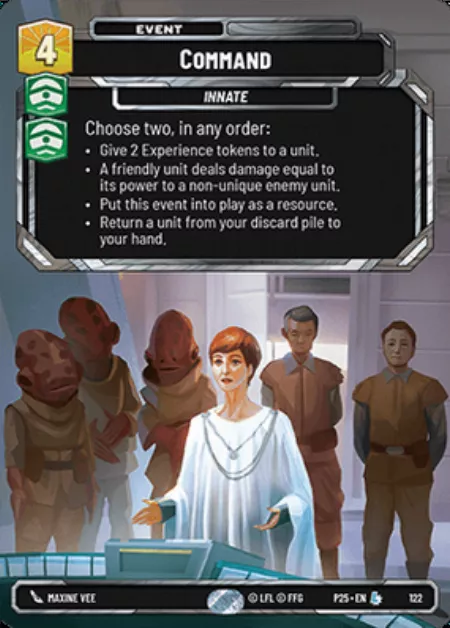 EVENT
4
COMMAND
INNATE
Choose two, in any order:
• Give 2 Experience tokens to a unit.
• A friendly unit deals damage equal to
its power to a non-unique enemy unit.
• Put this event into play as a resource.
• Return a unit from your discard pile to
your hand.
MAXINE VEE
© LFL © FFG
P25 • EN
122